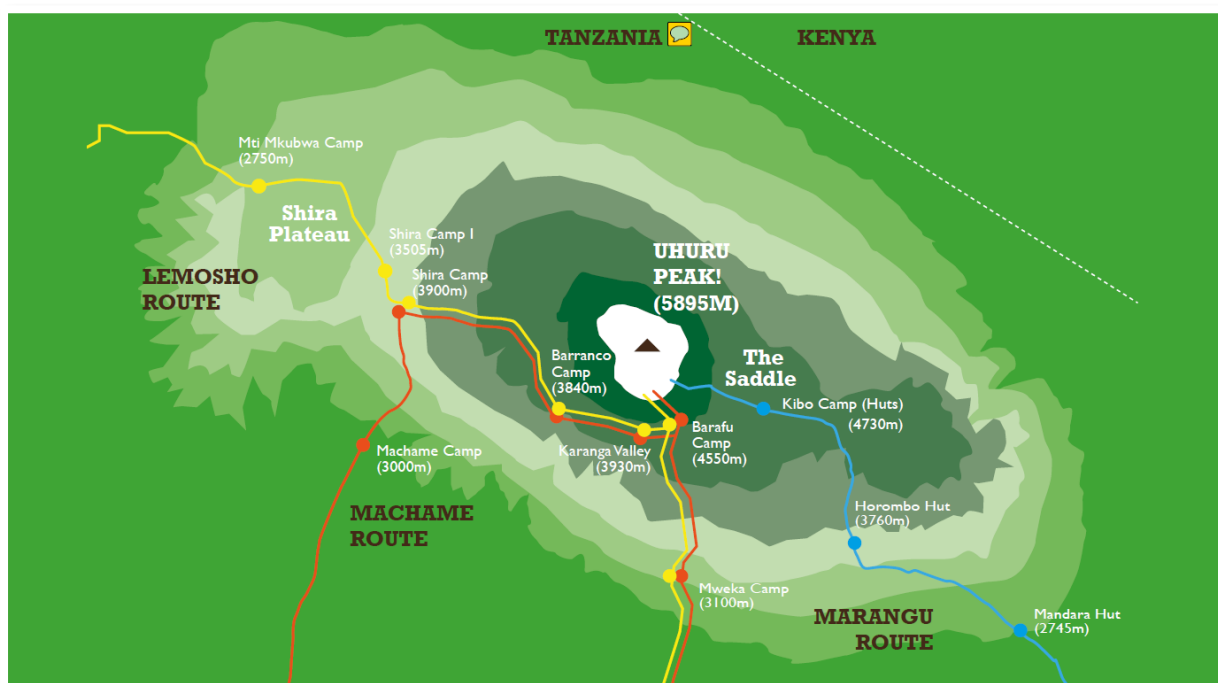 TANZANIA
KENYA
Mti Mkubwa Camp
(2750m)
Shira
Plateau
Shira Camp I
(3505m)
LEMOSHO
ROUTE
Shira Camp
(3900m)
UHURU
PEAK!
(5895M)
Barranco
Camp
(3840m)
The
Saddle
Kibo Camp (Huts)
(4730m)
Machame Camp
(3000m)
Karanga Valley
(3930m)
Barafu
Camp
(4550m)
MACHAME
ROUTE
Horombo Hut
(3760m)
Mweka Camp
(3100m)
MARANGU
ROUTE
Mandara Hut
(2745m)